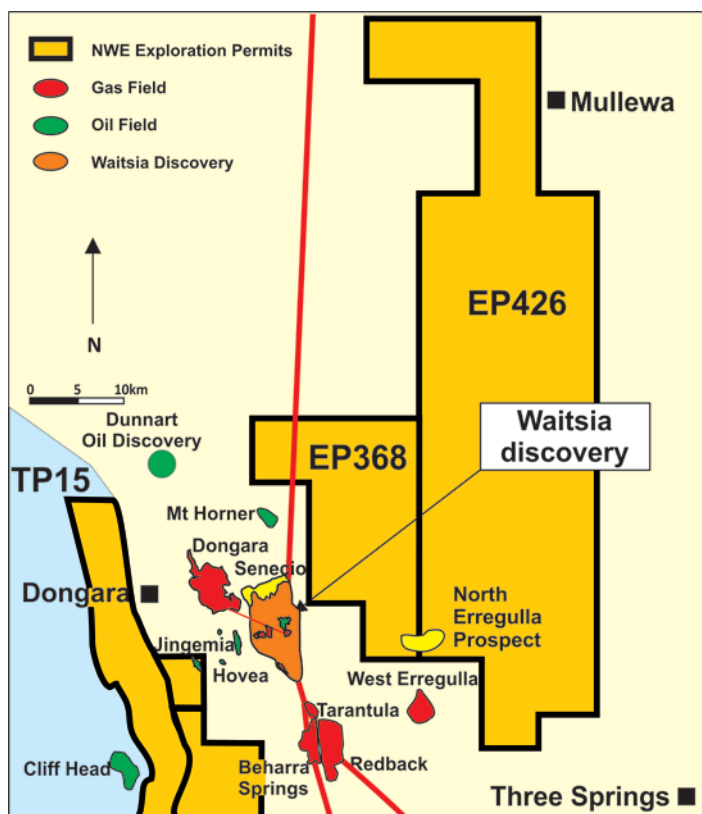 NWE Exploration Permits
Gas Field
Oil Field
Waitsia Discovery
Mullewa
EP426
N
0 5 10km
Dunnart
Oil Discovery
Waitsia
discovery
EP368
TP15
Mt Horner
Dongara
Senecio
Dongara
North
Erregulla
Prospect
Jingemia
Hovea
West Erregulla
Tarantula
Cliff Head
Beharra
Springs
Redback
Three Springs